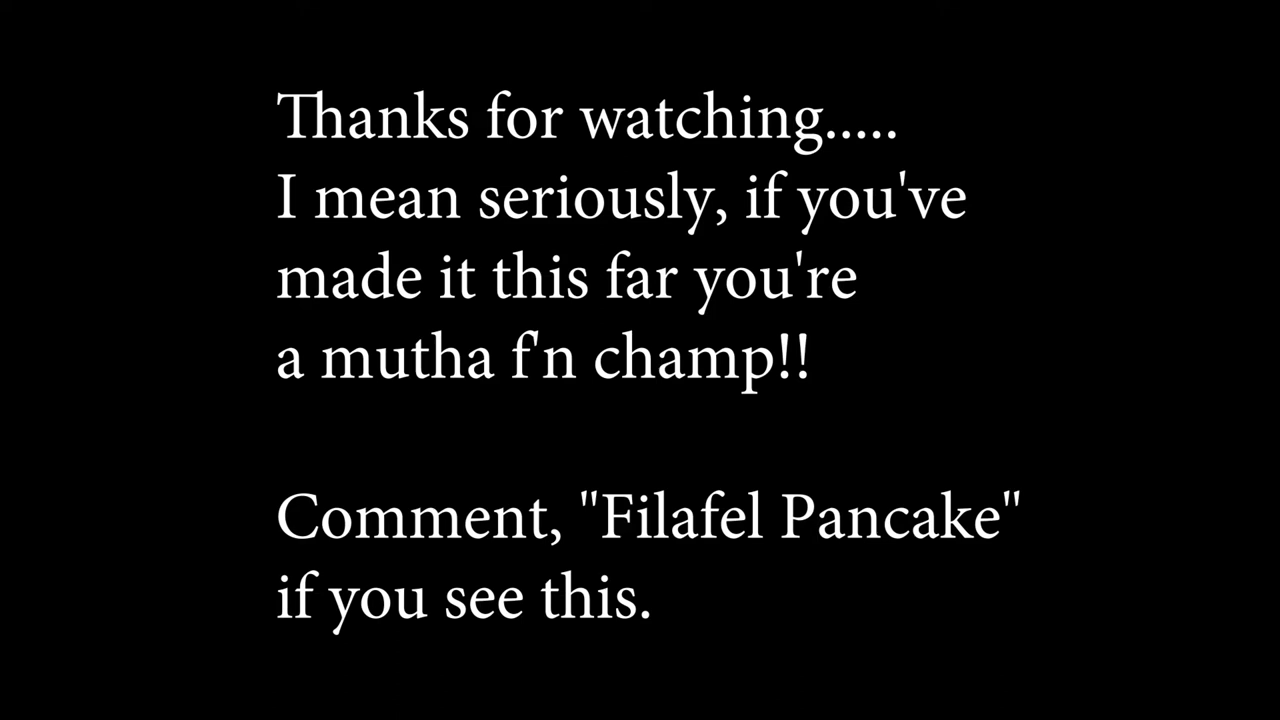 Thanks for watching.....
I mean seriously, if you've
made it this far you're
a mutha f'n champ!!
Comment, "Filafel Pancake"
if you see this.